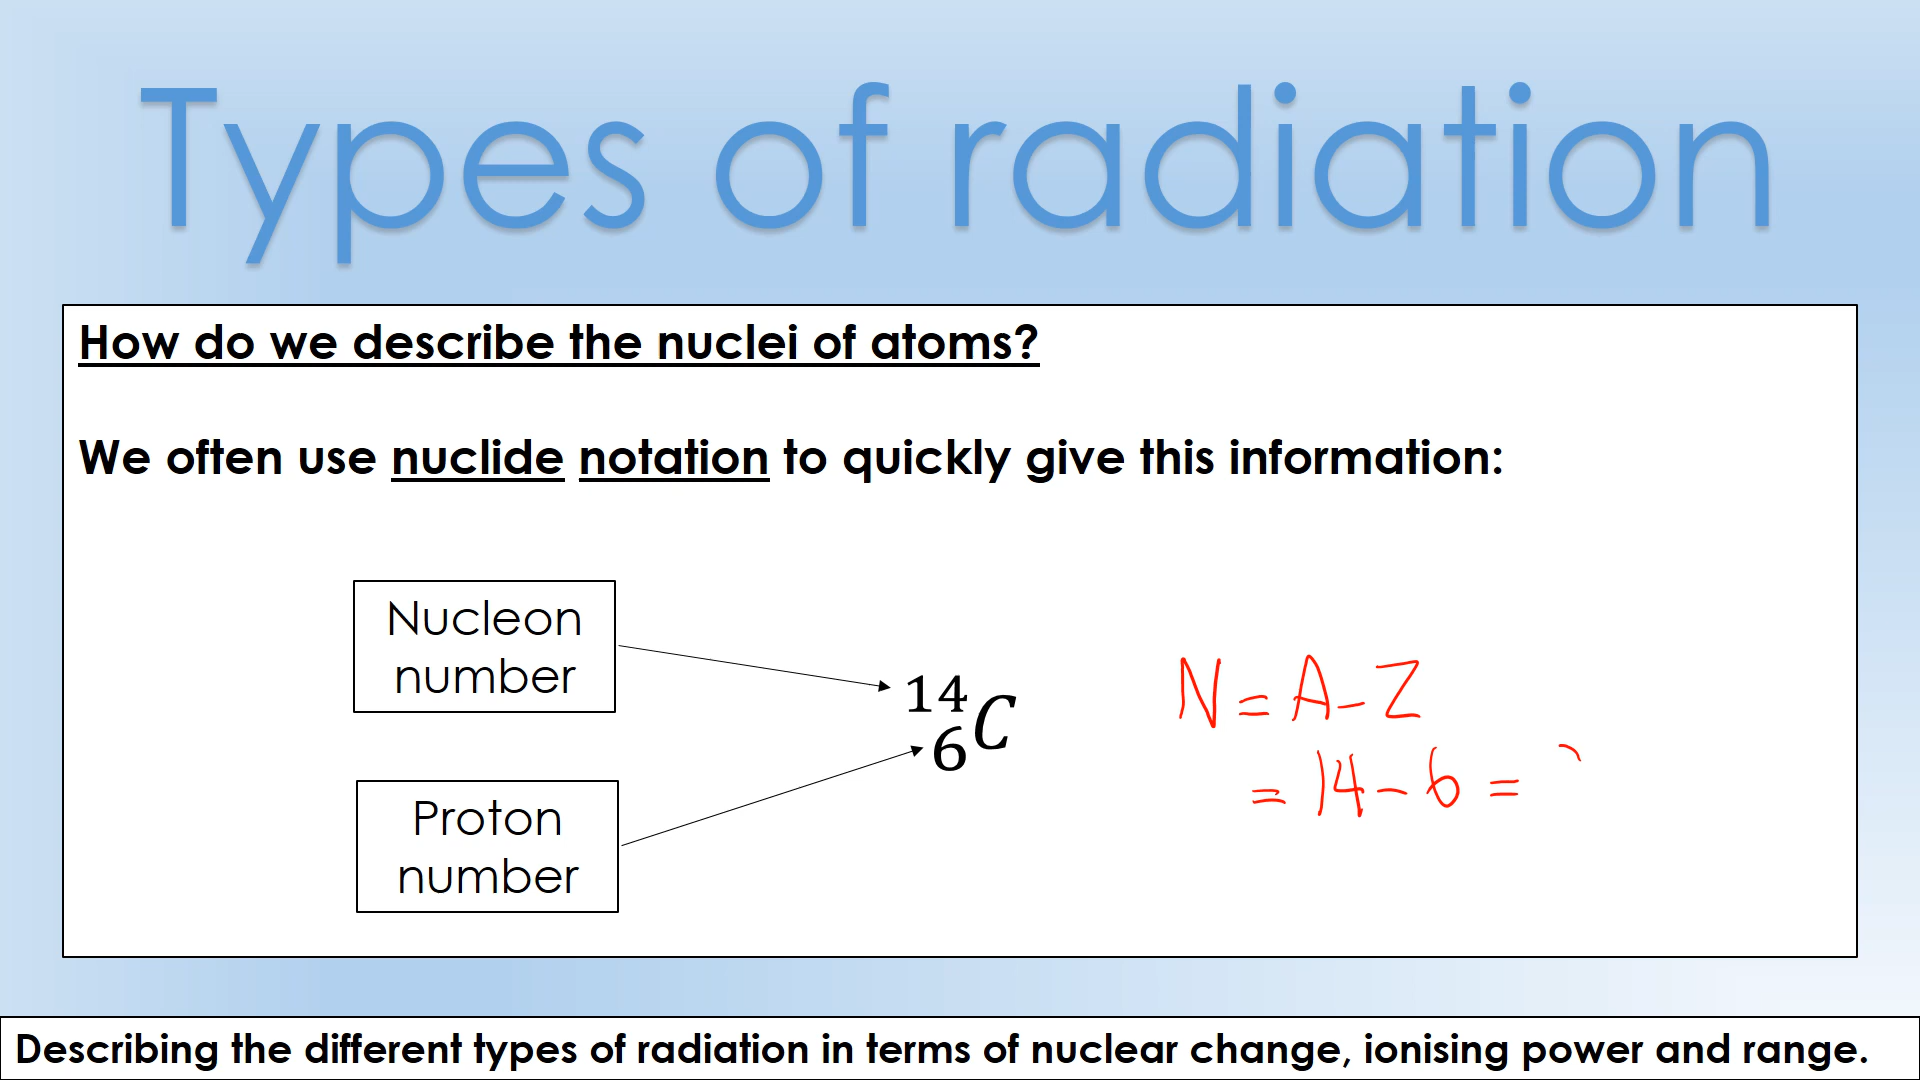 Types of radiation
How do we describe the nuclei of atoms?
We often use nuclide notation to quickly give this information:
Nucleon
number
14
6 C
Proton
number
N = A - Z
= 14 - 6 =
Describing the different types of radiation in terms of nuclear change, ionising power and range.